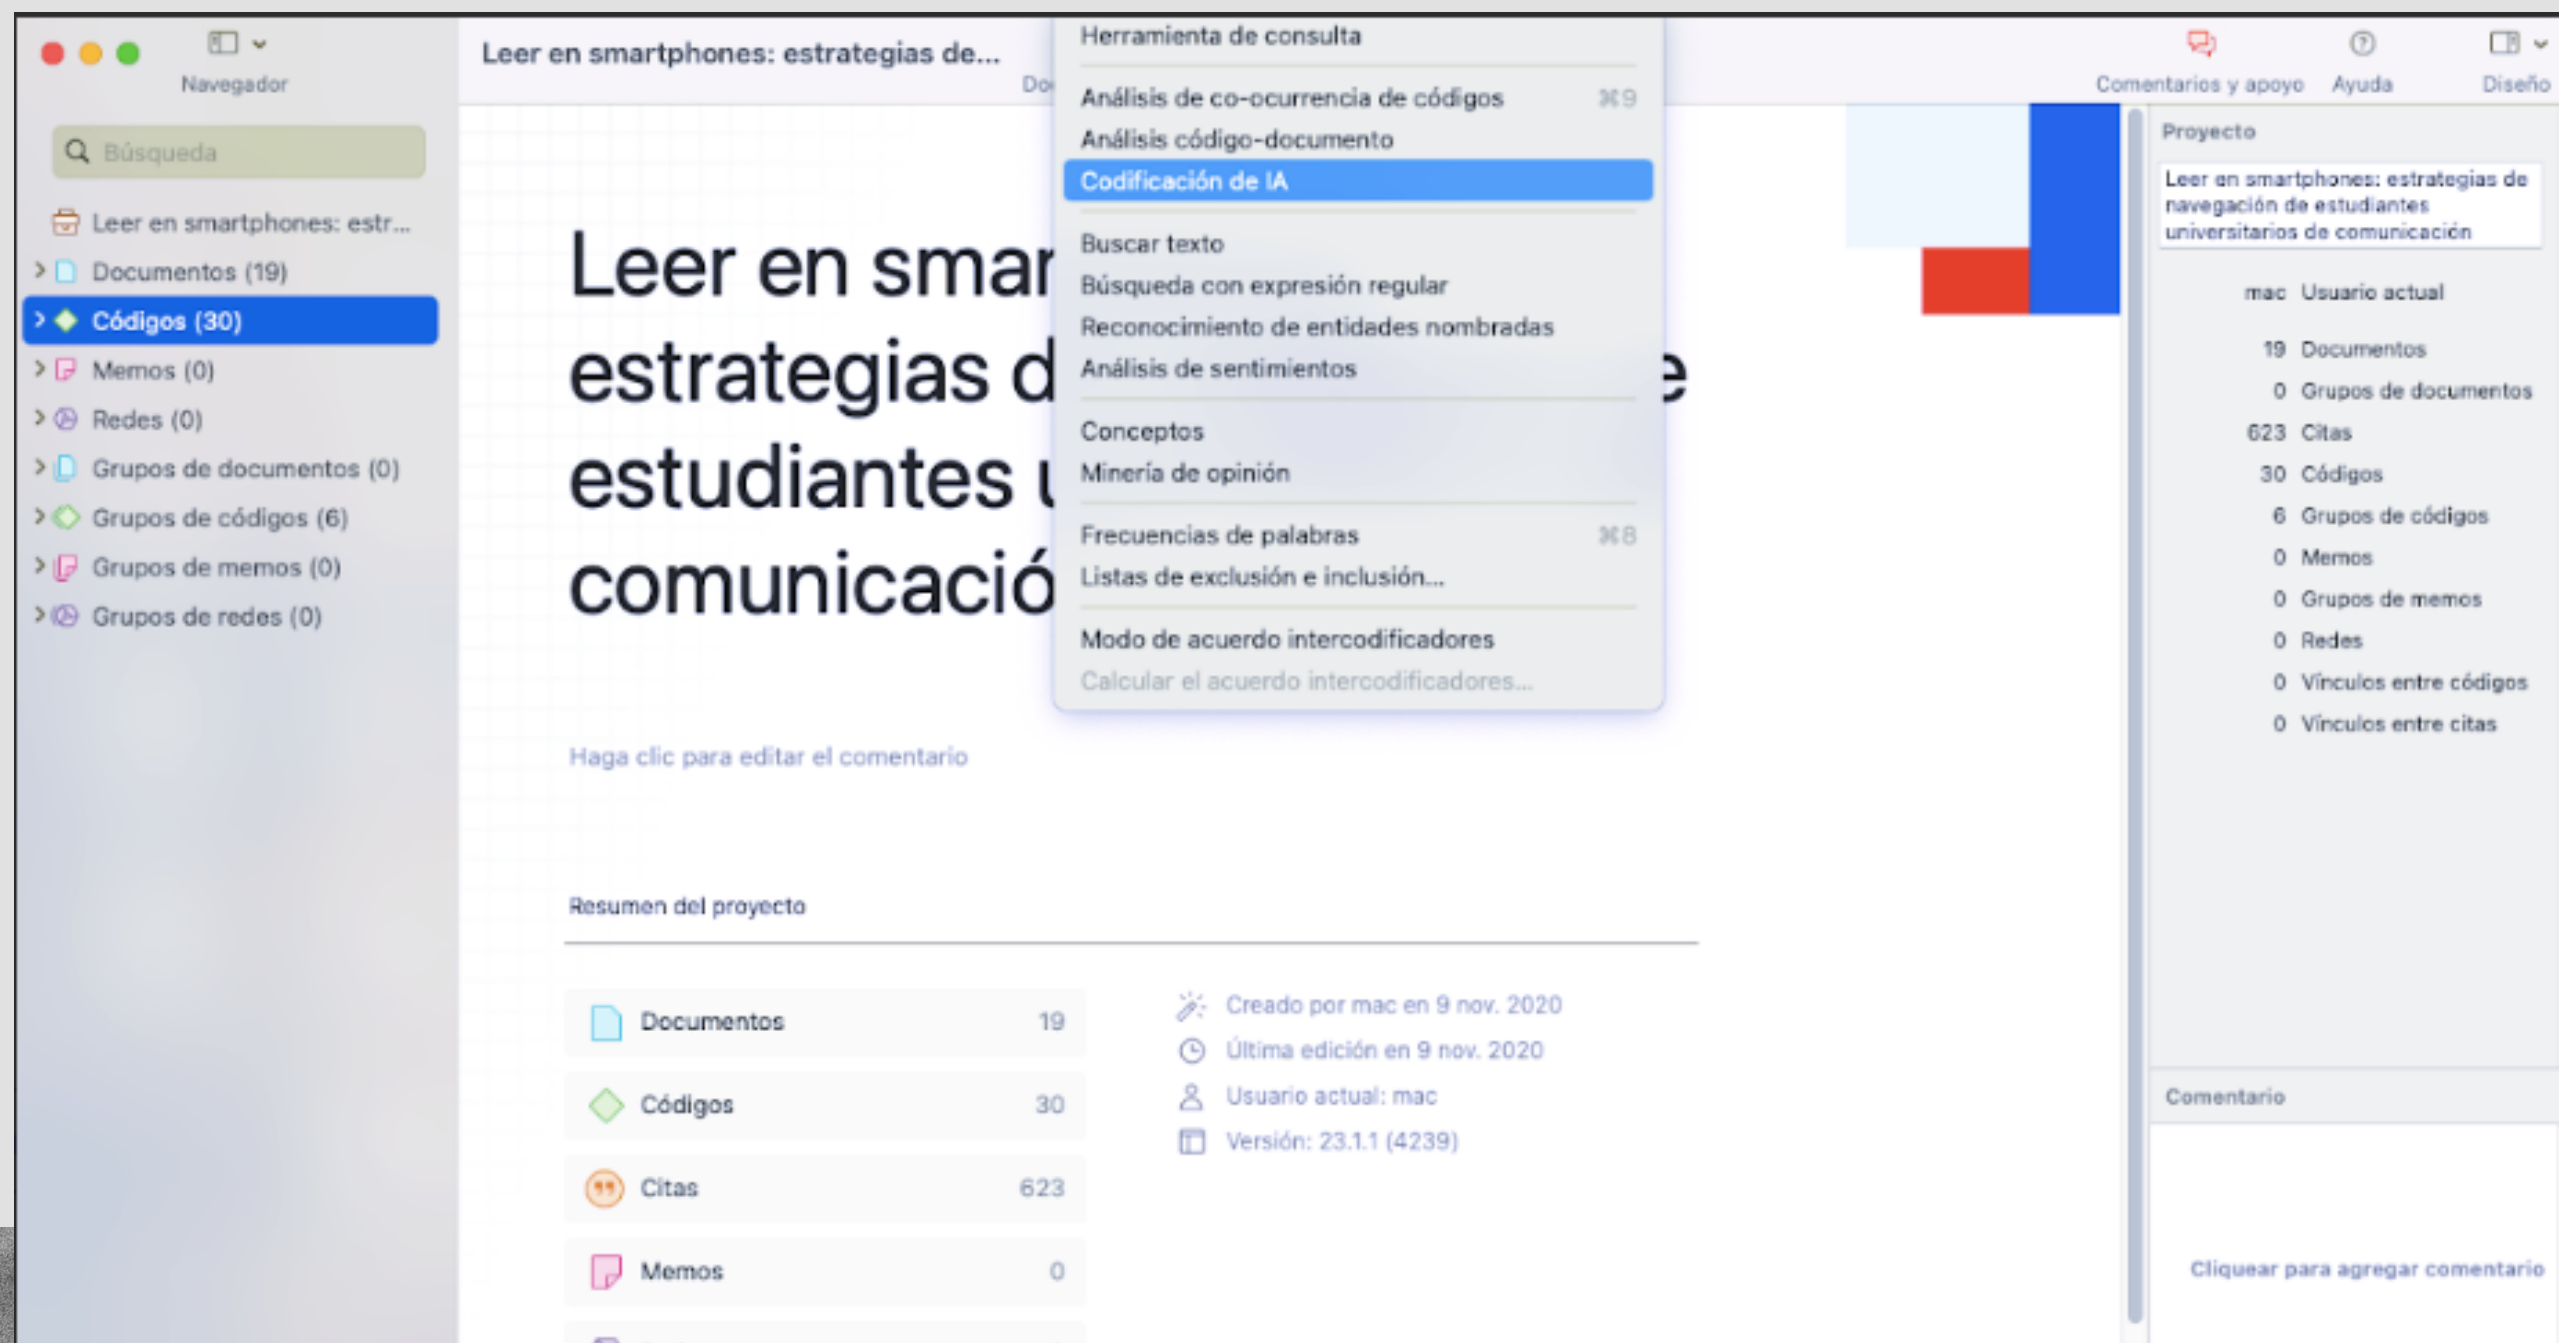 Navegador
Búsqueda
Leer en smartphones: estr...
Documentos (19)
Códigos (30)
Memos (0)
Redes (0)
Grupos de documentos (0)
Grupos de códigos (6)
Grupos de memos (0)
Grupos de redes (0)
Leer en smartphones: estrategias de...
Do
Herramienta de consulta
Análisis de co-ocurrencia de códigos ⌘9
Análisis código-documento
Codificación de IA
Buscar texto
Búsqueda con expresión regular
Reconocimiento de entidades nombradas
Análisis de sentimientos
Conceptos
Minería de opinión
Frecuencias de palabras ⌘8
Listas de exclusión e inclusión...
Modo de acuerdo intercodificadores
Calcular el acuerdo intercodificadores...
Leer en smar
estrategias d e
estudiantes u
comunicació
Haga clic para editar el comentario
Resumen del proyecto
Documentos 19
Códigos 30
Citas 623
Memos 0
Creado por mac en 9 nov. 2020
Última edición en 9 nov. 2020
Usuario actual: mac
Versión: 23.1.1 (4239)
Comentarios y apoyo
Ayuda
Diseño
Proyecto
Leer en smartphones: estrategias de
navegación de estudiantes
universitarios de comunicación
mac Usuario actual
19 Documentos
0 Grupos de documentos
623 Citas
30 Códigos
6 Grupos de códigos
0 Memos
0 Grupos de memos
0 Redes
0 Vínculos entre códigos
0 Vínculos entre citas
Comentario
Cliquear para agregar comentario